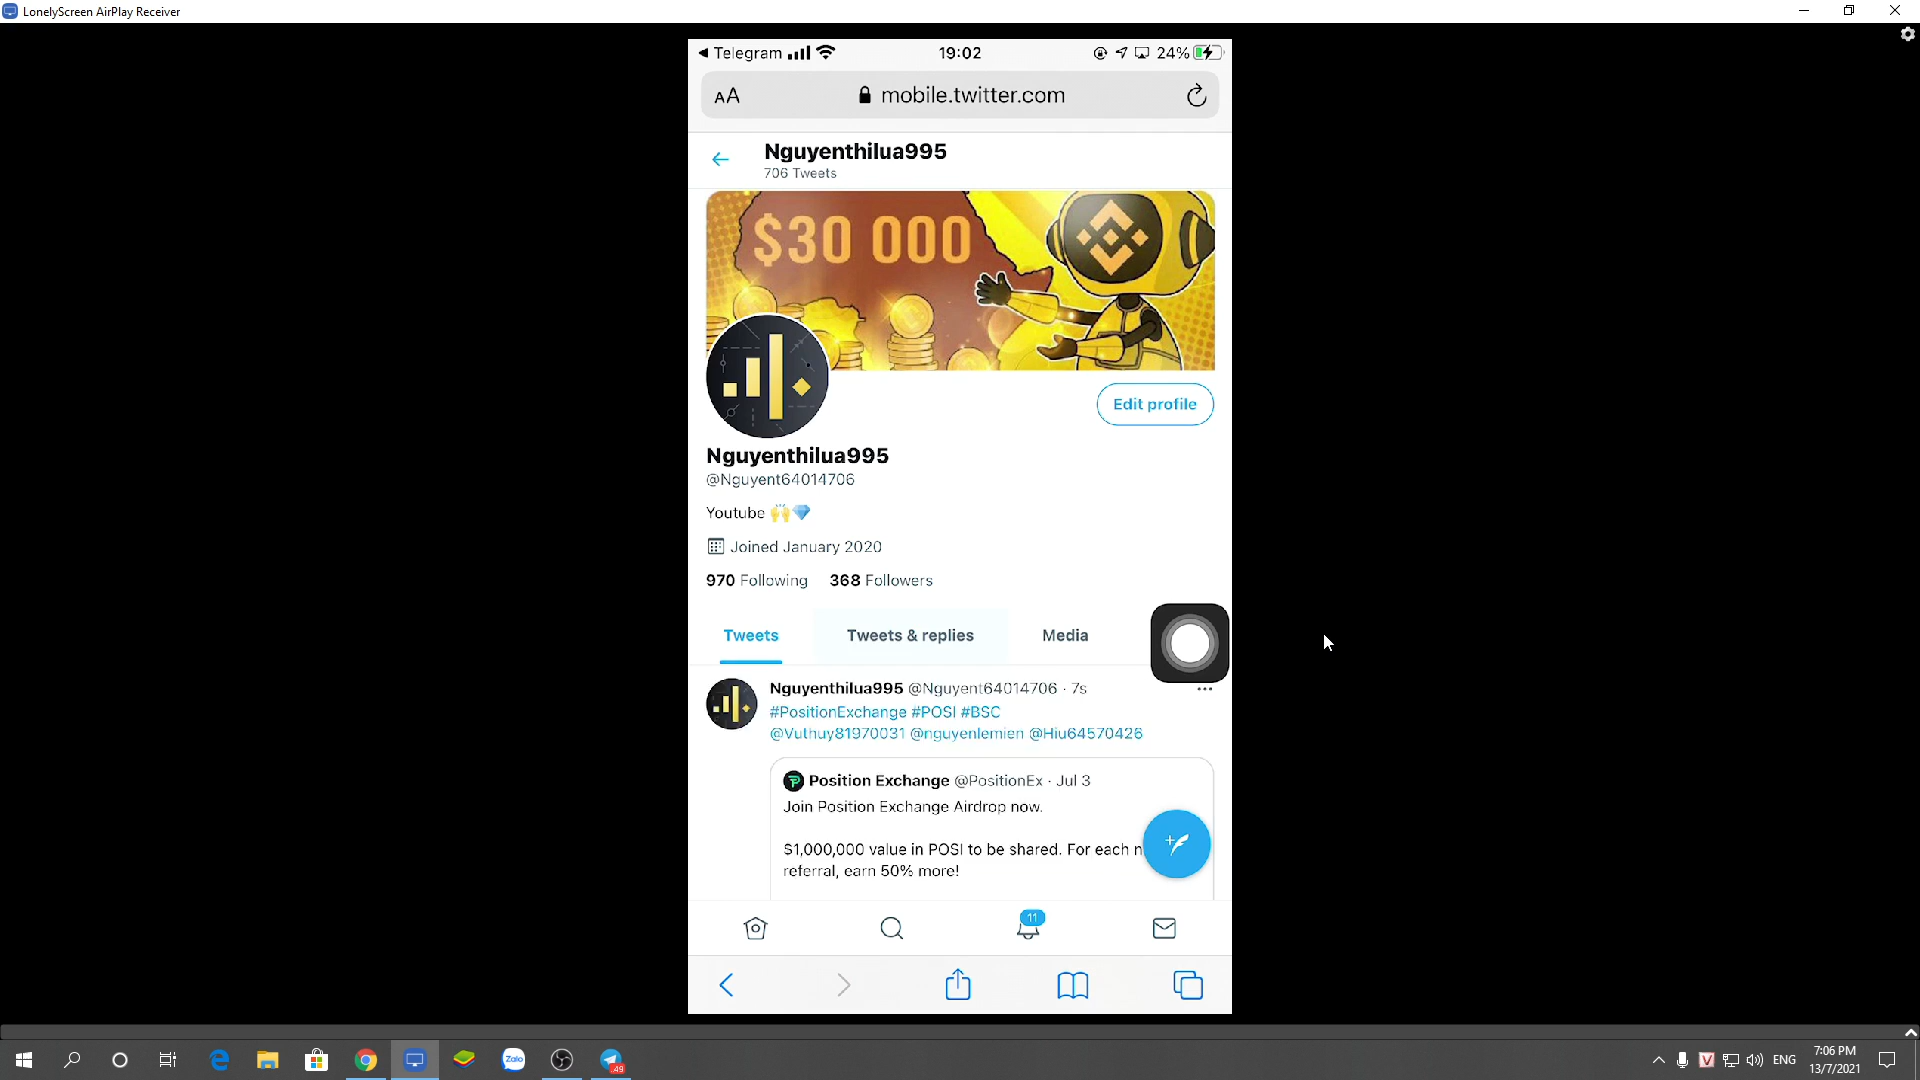 LonelyScreen AirPlay Receiver
Telegram 19:02 24%
AA mobile.twitter.com
Nguyenthilua995
706 Tweets
$30 000
Edit profile
Nguyenthilua995
@Nguyent64014706
Youtube 🙌💎
Joined January 2020
970 Following 368 Followers
Tweets Tweets & replies Media
Nguyenthilua995 @Nguyent64014706 · 7s
#PositionExchange #POSI #BSC
@Vuthuy81970031 @nguyenlemien @Hiu64570426
Position Exchange @PositionEx · Jul 3
Join Position Exchange Airdrop now.
$1,000,000 value in POSI to be shared. For each n
referral, earn 50% more!
11
Zalo 49 V ENG 7:06 PM
13/7/2021